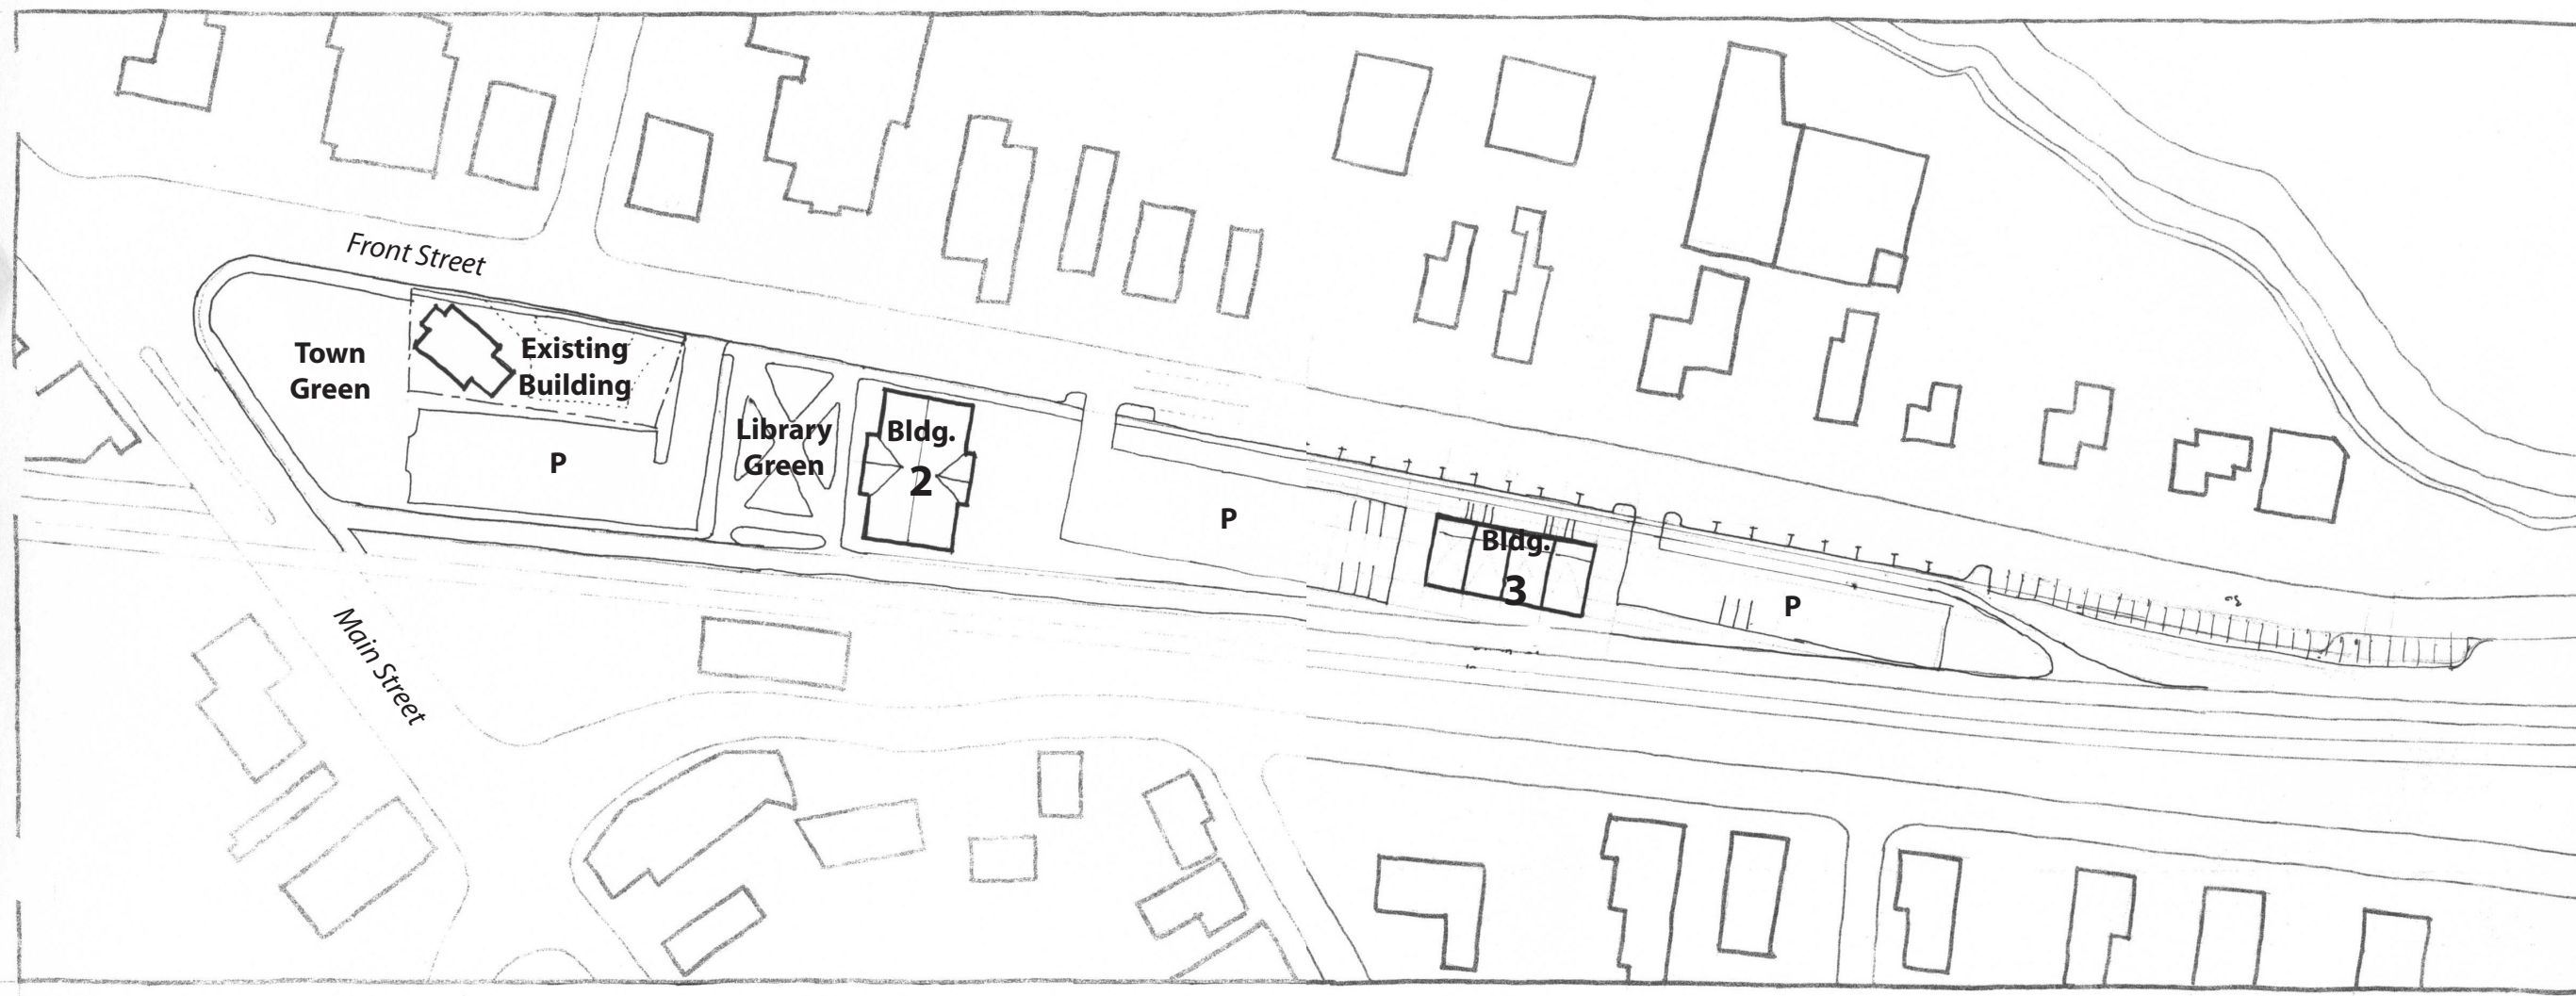 Front Street
Town
Green
Existing
Building
P
Library
Green
Bldg.
2
P
Bldg.
3
P
Main Street